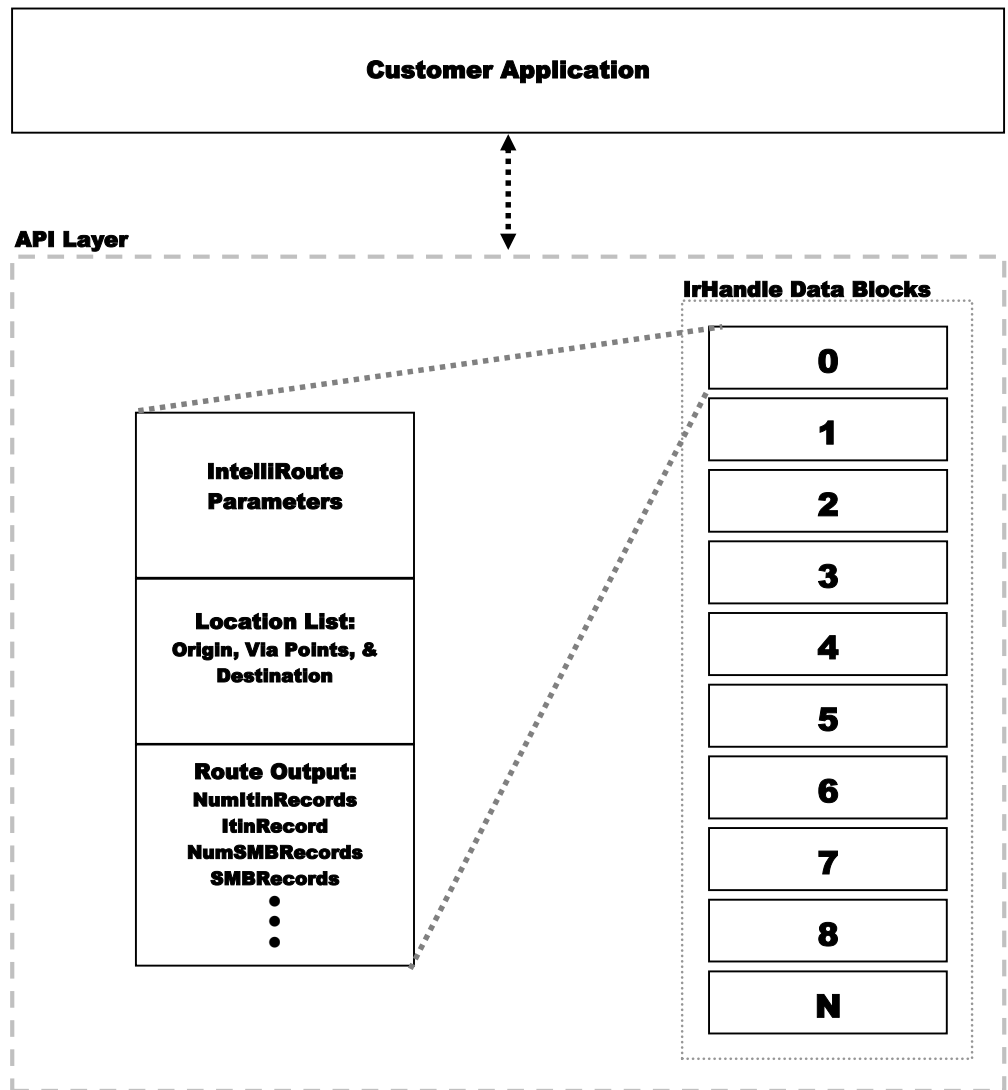 Customer Application
API Layer
IrHandle Data Blocks
0
1
2
3
4
5
6
7
8
N
IntelliRoute
Parameters
Location List:
Origin, Via Points, &
Destination
Route Output:
NumItinRecords
ItinRecord
NumSMBRecords
SMBRecords